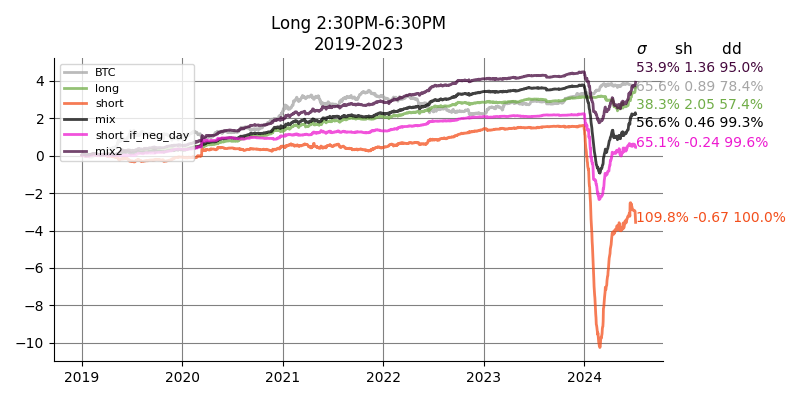 Long 2:30PM-6:30PM
2019-2023
σ sh dd
53.9% 1.36 95.0%
65.6% 0.89 78.4%
38.3% 2.05 57.4%
56.6% 0.46 99.3%
65.1% -0.24 99.6%
109.8% -0.67 100.0%
BTC
long
short
mix
short_if_neg_day
mix2
4
2
0
−2
−4
−6
−8
−10
2019 2020 2021 2022 2023 2024